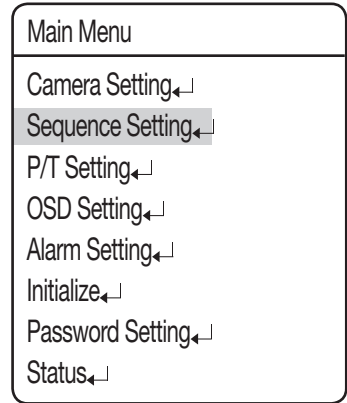 Main Menu
Camera Setting↵
Sequence Setting↵
P/T Setting↵
OSD Setting↵
Alarm Setting↵
Initialize↵
Password Setting↵
Status↵